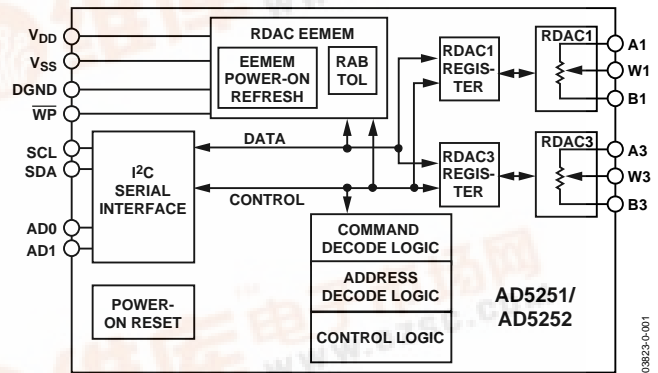 RDAC EEMEM
EEMEM
POWER-ON
REFRESH
RAB
TOL
RDAC1
REGIS-
TER
RDAC1
A1
W1
B1
VDD
VSS
DGND
WP
SCL
SDA
AD0
AD1
I2C
SERIAL
INTERFACE
DATA
CONTROL
RDAC3
REGIS-
TER
RDAC3
A3
W3
B3
COMMAND
DECODE LOGIC
ADDRESS
DECODE LOGIC
CONTROL LOGIC
POWER-
ON RESET
AD5251/
AD5252
03823-0-001